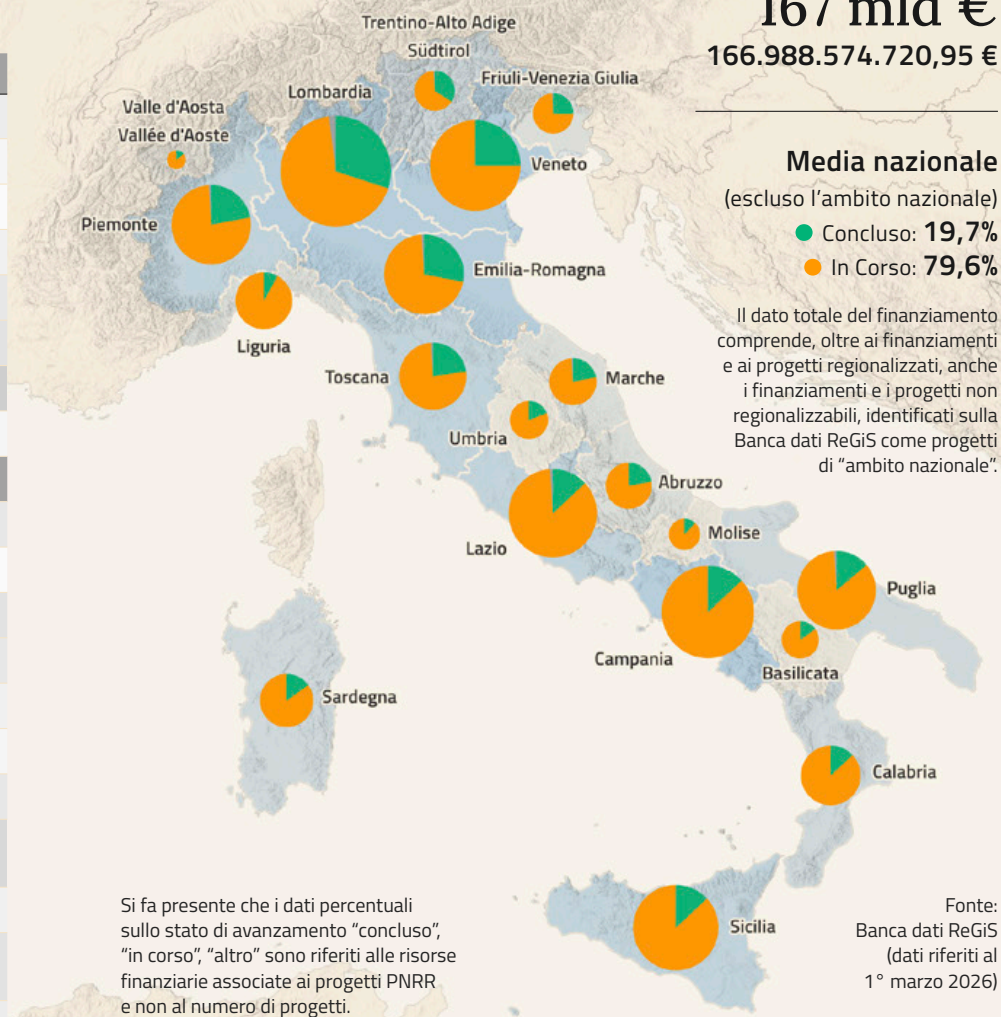 167 mld €
166.988.574.720,95 €
Media nazionale
(escluso l'ambito nazionale)
Concluso: 19,7%
In Corso: 79,6%
Il dato totale del finanziamento
comprende, oltre ai finanziamenti
e ai progetti regionalizzati, anche
i finanziamenti e i progetti non
regionalizzabili, identificati sulla
Banca dati ReGiS come progetti
di “ambito nazionale”.
Trentino-Alto Adige
Südtirol
Friuli-Venezia Giulia
Lombardia
Valle d'Aosta
Vallée d'Aoste
Veneto
Piemonte
Emilia-Romagna
Liguria
Toscana
Marche
Umbria
Abruzzo
Molise
Lazio
Puglia
Campania
Basilicata
Sardegna
Calabria
Sicilia
Si fa presente che i dati percentuali
sullo stato di avanzamento “concluso”,
“in corso”, “altro” sono riferiti alle risorse
finanziarie associate ai progetti PNRR
e non al numero di progetti.
Fonte:
Banca dati ReGiS
(dati riferiti al
1° marzo 2026)